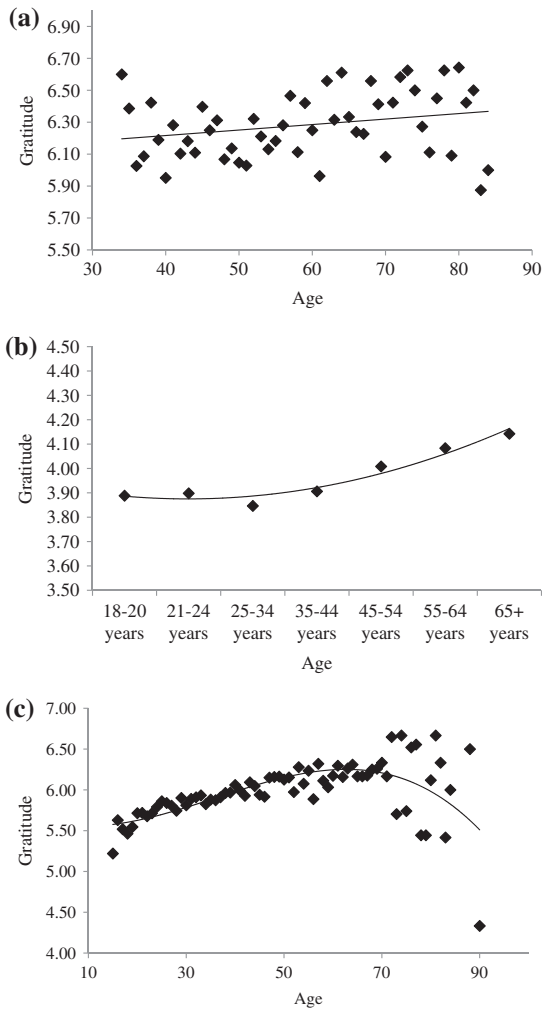 (a)
6.90
6.70
6.50
6.30
6.10
5.90
5.70
5.50
Gratitude
30 40 50 60 70 80 90
Age
(b)
4.50
4.40
4.30
4.20
4.10
4.00
3.90
3.80
3.70
3.60
3.50
Gratitude
18-20 21-24 25-34 35-44 45-54 55-64 65+
years years years years years years years
Age
(c)
7.00
6.50
6.00
5.50
5.00
4.50
4.00
Gratitude
10 30 50 70 90
Age